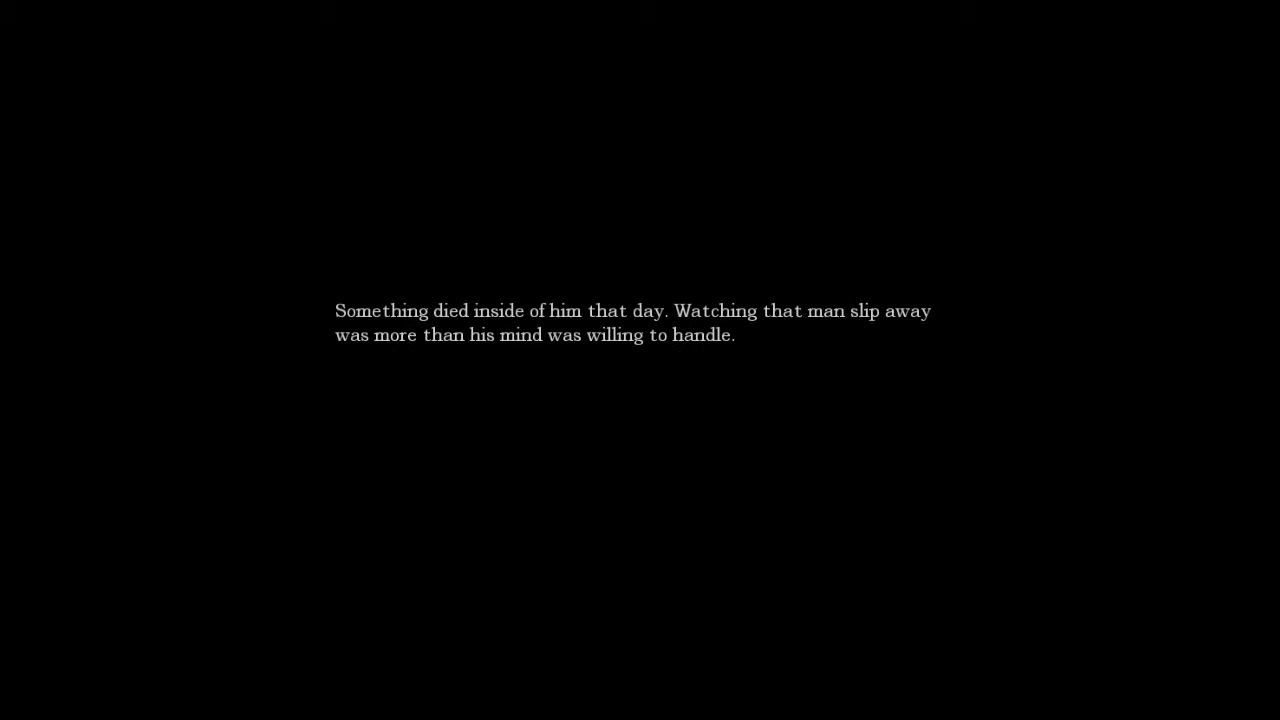 Something died inside of him that day. Watching that man slip away
was more than his mind was willing to handle.